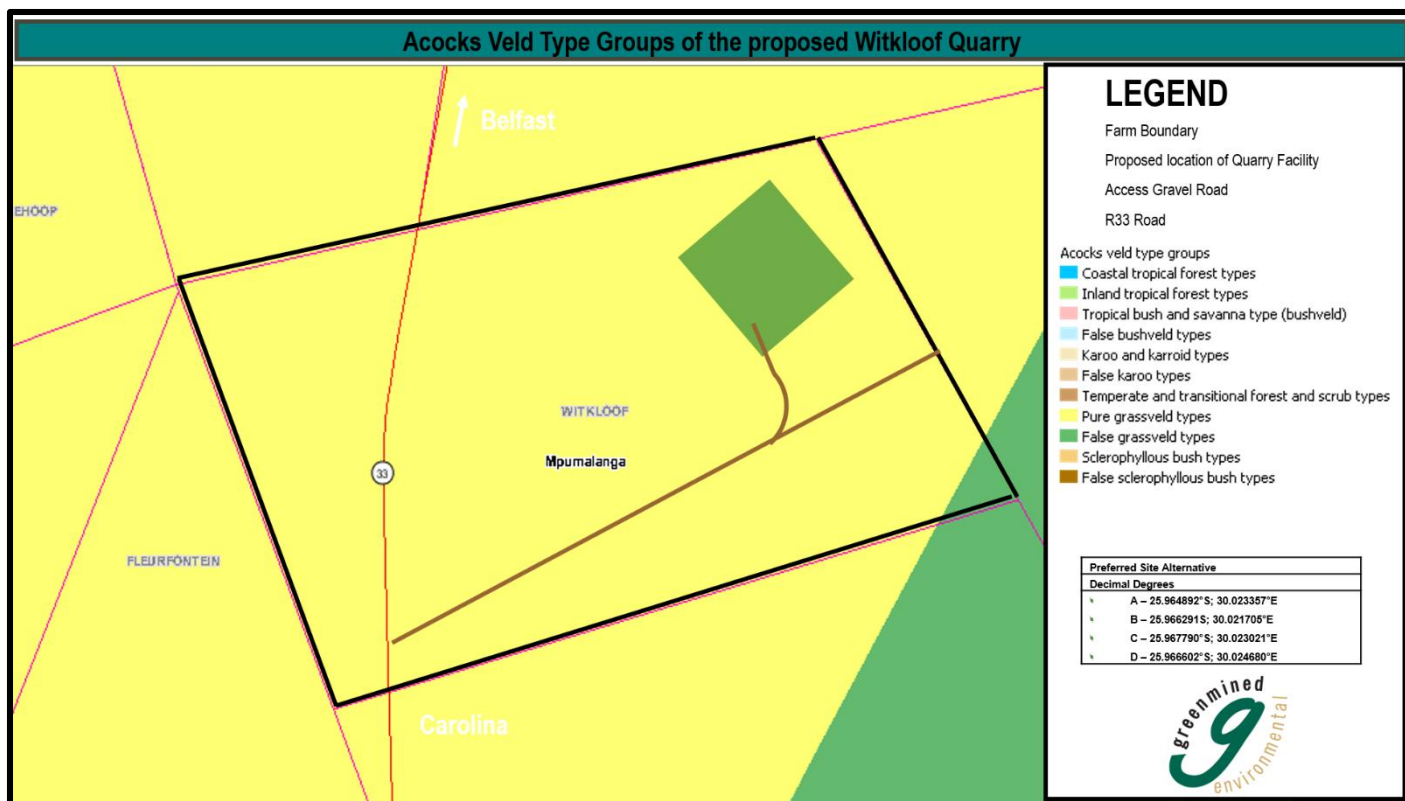 Acocks Veld Type Groups of the proposed Witkloof Quarry
Belfast
EHOOP
WITKLOOF
33
Mpumalanga
FLEURFONTEIN
Carolina
LEGEND
Farm Boundary
Proposed location of Quarry Facility
Access Gravel Road
R33 Road
Acocks veld type groups
Coastal tropical forest types
Inland tropical forest types
Tropical bush and savanna type (bushveld)
False bushveld types
Karoo and karroid types
False karoo types
Temperate and transitional forest and scrub types
Pure grassveld types
False grassveld types
Sclerophyllous bush types
False sclerophyllous bush types
Preferred Site Alternative
Decimal Degrees
A – 25.964892°S; 30.023357°E
B – 25.966291S; 30.021705°E
C – 25.967790°S; 30.023021°E
D – 25.966602°S; 30.024680°E
greenmined
g
environmental